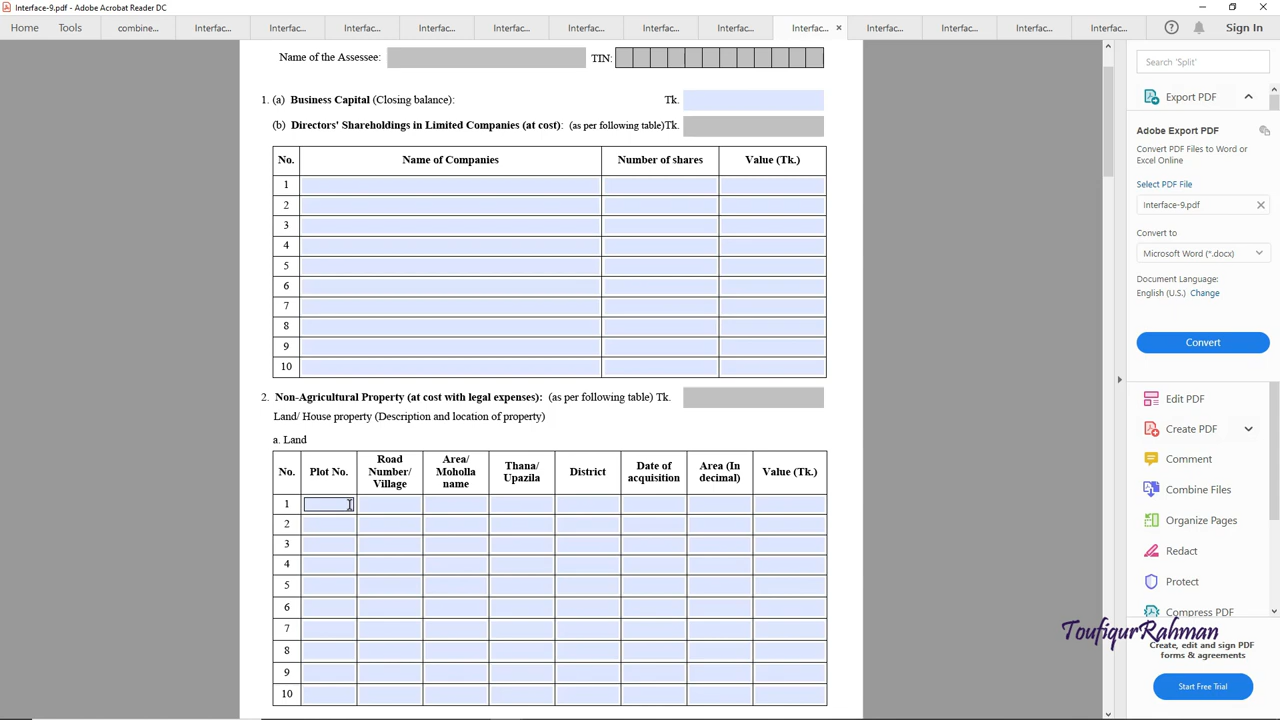 Interface-9.pdf - Adobe Acrobat Reader DC
Home Tools combine... Interfac... Interfac... Interfac... Interfac... Interfac... Interfac... Interfac... Interfac... Interfac... Interfac... Interfac... Interfac... Interfac... Sign In
Name of the Assessee: TIN:
1. (a) Business Capital (Closing balance): Tk.
(b) Directors' Shareholdings in Limited Companies (at cost): (as per following table)Tk.
No. Name of Companies Number of shares Value (Tk.)
1
2
3
4
5
6
7
8
9
10
2. Non-Agricultural Property (at cost with legal expenses): (as per following table) Tk.
Land/ House property (Description and location of property)
a. Land
No. Plot No. Road Number/ Village Area/ Moholla name Thana/ Upazila District Date of acquisition Area (In decimal) Value (Tk.)
1
2
3
4
5
6
7
8
9
10
Search 'Split'
Export PDF
Adobe Export PDF
Convert PDF Files to Word or
Excel Online
Select PDF File
Interface-9.pdf
Convert to
Microsoft Word (*.docx)
Document Language:
English (U.S.) Change
Convert
Edit PDF
Create PDF
Comment
Combine Files
Organize Pages
Redact
Protect
Compress PDF
ToufiqurRahman
Create, edit and sign PDF
forms & agreements
Start Free Trial